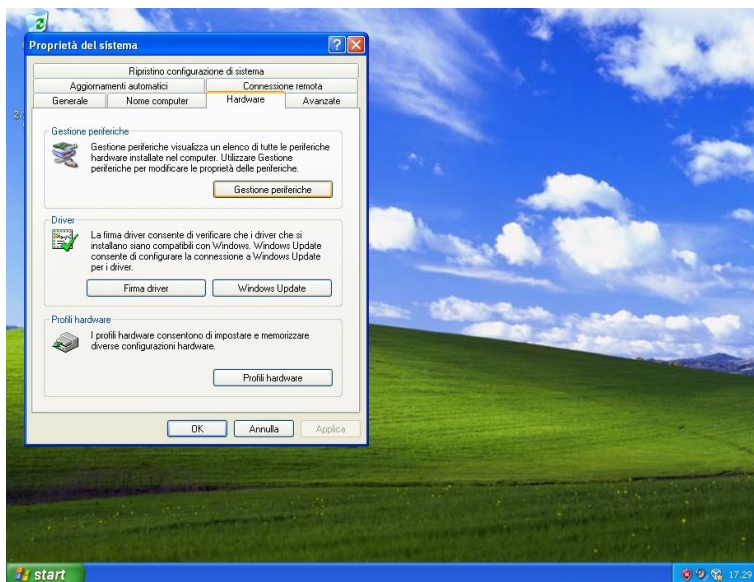 Proprietà del sistema
Ripristino configurazione di sistema
Aggiornamenti automatici
Connessione remota
Generale
Nome computer
Hardware
Avanzate
Gestione periferiche
Gestione periferiche visualizza un elenco di tutte le periferiche
hardware installate nel computer. Utilizzare Gestione
periferiche per modificare le proprietà delle periferiche.
Gestione periferiche
Driver
La firma driver consente di verificare che i driver che si
installano siano compatibili con Windows. Windows Update
consente di configurare la connessione a Windows Update
per i driver.
Firma driver
Windows Update
Profili hardware
I profili hardware consentono di impostare e memorizzare
diverse configurazioni hardware.
Profili hardware
OK
Annulla
Applica
start
17.29